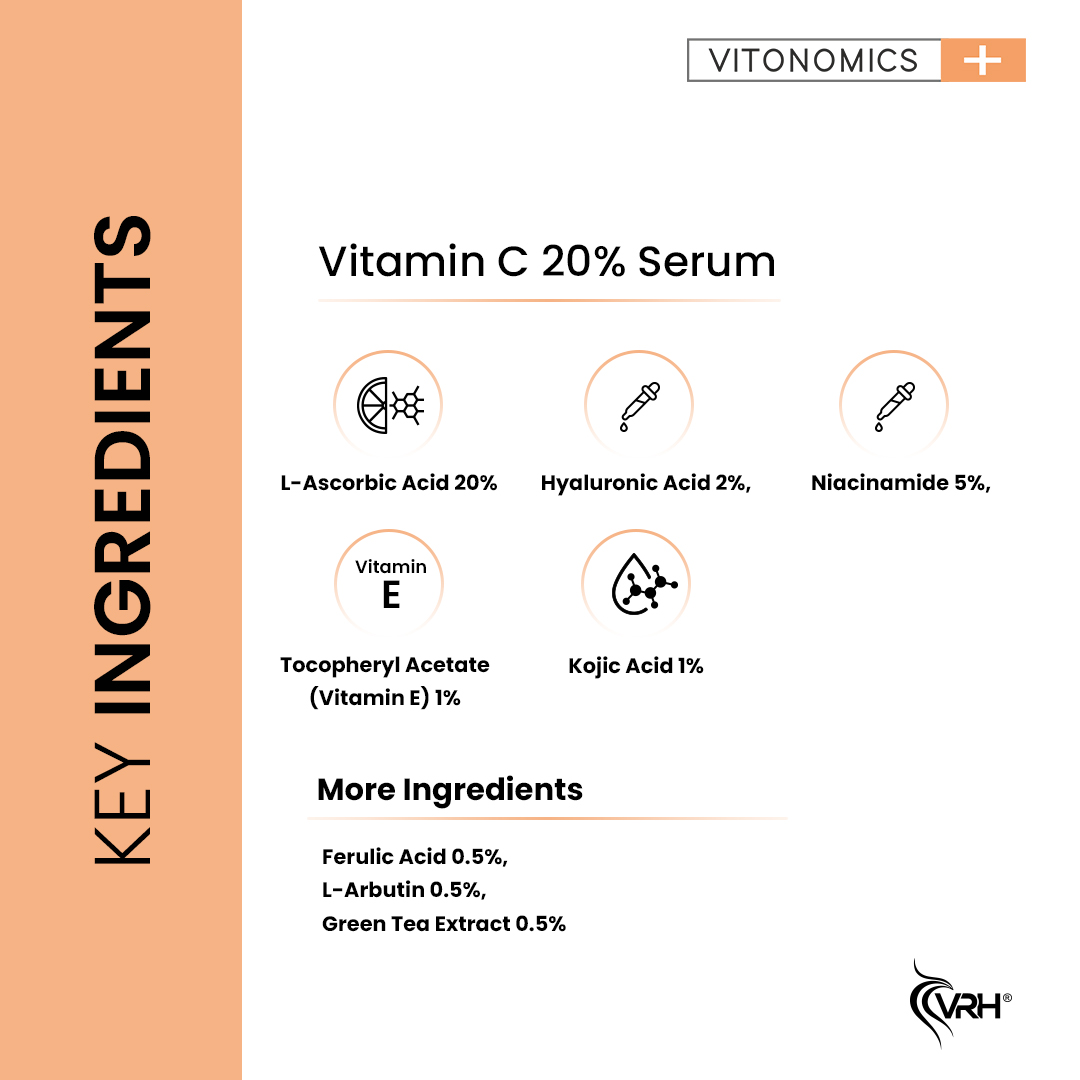 VITONOMICS +
KEY INGREDIENTS
Vitamin C 20% Serum
L-Ascorbic Acid 20%
Hyaluronic Acid 2%,
Niacinamide 5%,
Vitamin
E
Tocopheryl Acetate
(Vitamin E) 1%
Kojic Acid 1%
More Ingredients
Ferulic Acid 0.5%,
L-Arbutin 0.5%,
Green Tea Extract 0.5%
VRH®